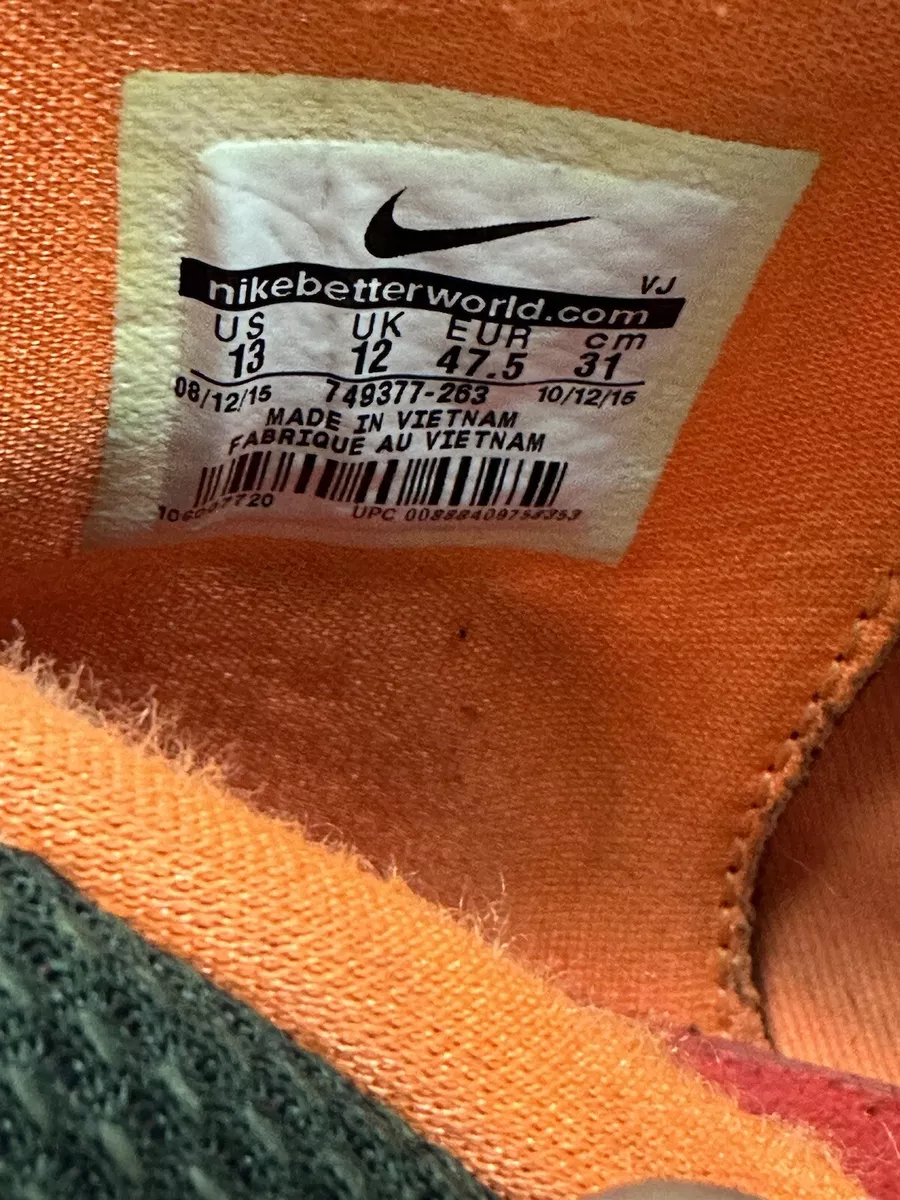 VJ
nikebetterworld.com
US UK EUR cm
13 12 47.5 31
08/12/15 749377-263 10/12/15
MADE IN VIETNAM
FABRIQUE AU VIETNAM
UPC